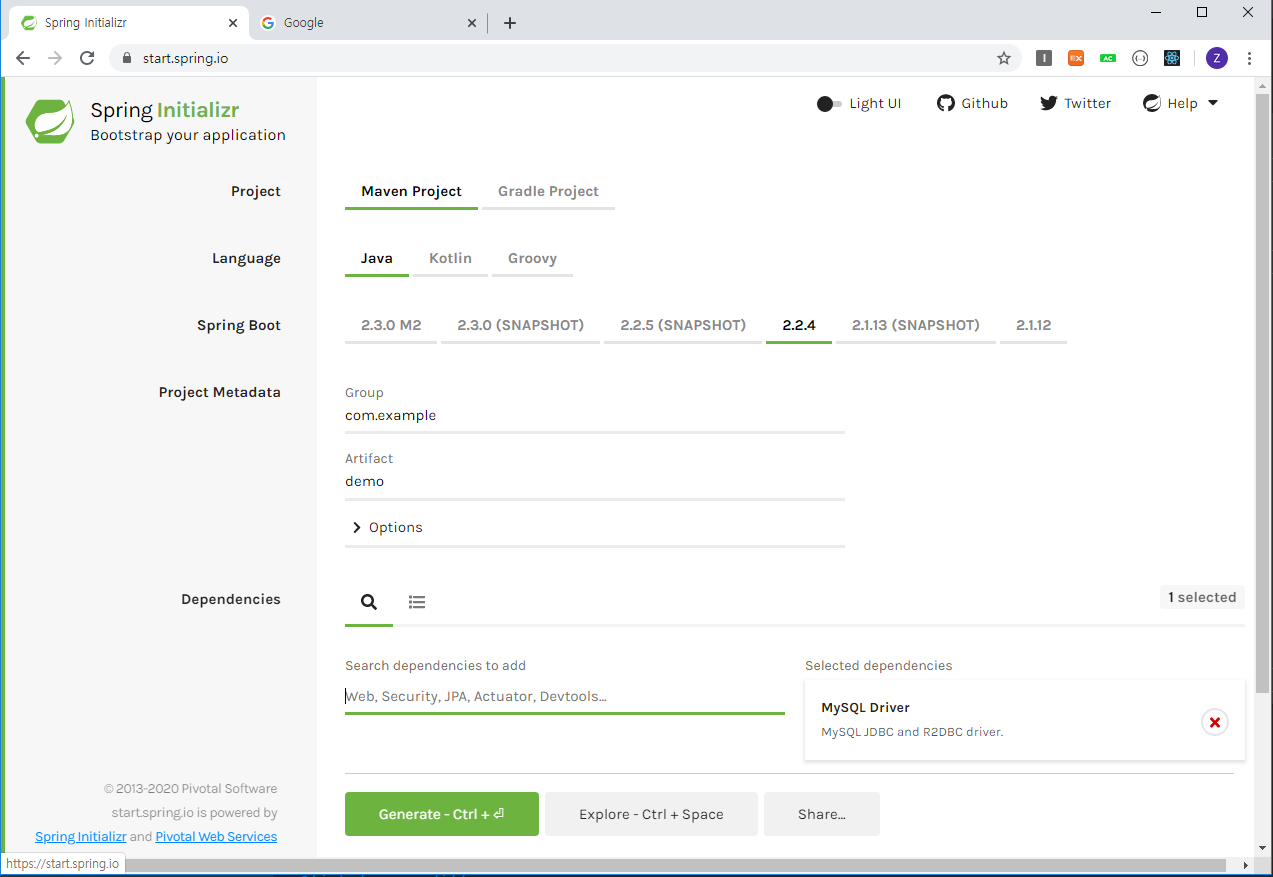 Spring Initializr
Google
start.spring.io
EX
AC
Z
Spring Initializr
Bootstrap your application
Light UI
Github
Twitter
Help
Project
Maven Project
Gradle Project
Language
Java
Kotlin
Groovy
Spring Boot
2.3.0 M2
2.3.0 (SNAPSHOT)
2.2.5 (SNAPSHOT)
2.2.4
2.1.13 (SNAPSHOT)
2.1.12
Project Metadata
Group
com.example
Artifact
demo
Options
Dependencies
1 selected
Search dependencies to add
Web, Security, JPA, Actuator, Devtools...
Selected dependencies
MySQL Driver
MySQL JDBC and R2DBC driver.
© 2013-2020 Pivotal Software
start.spring.io is powered by
Spring Initializr and Pivotal Web Services
Generate - Ctrl + ⏎
Explore - Ctrl + Space
Share...
https://start.spring.io